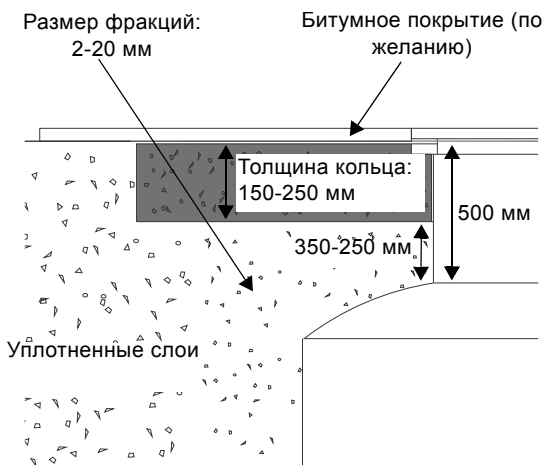 Размер фракций:
2-20 мм
Битумное покрытие (по
желанию)
Толщина кольца:
150-250 мм
500 мм
350-250 мм
Уплотненные слои